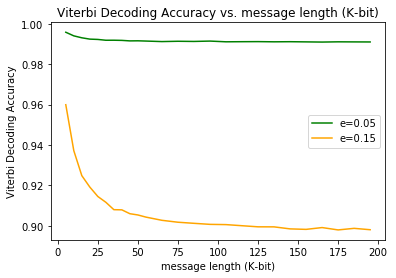 Viterbi Decoding Accuracy vs. message length (K-bit)
1.00
0.98
0.96
0.94
0.92
0.90
Viterbi Decoding Accuracy
e=0.05
e=0.15
0 25 50 75 100 125 150 175 200
message length (K-bit)